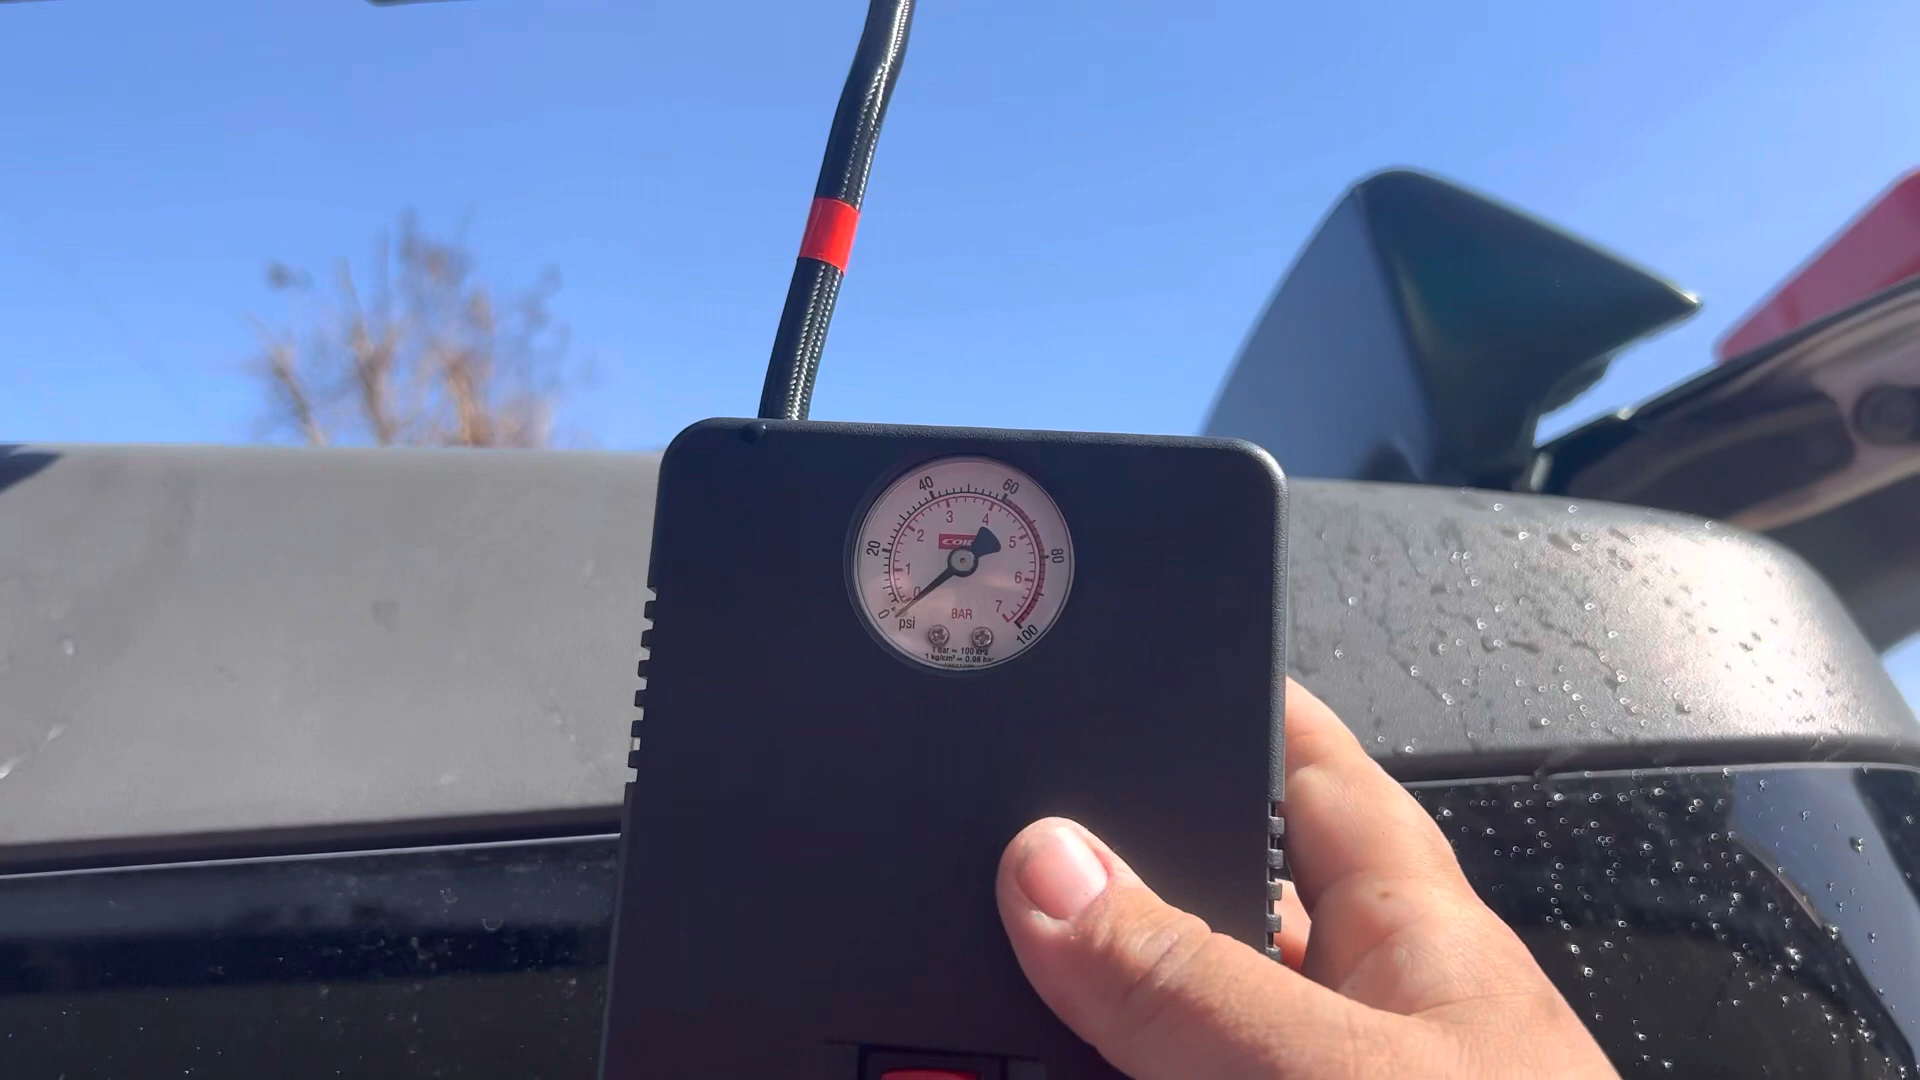 0 20 40 60 80 100
0 1 2 3 4 5 6 7
psi
BAR
1 bar = 100 kPa
1 kg/cm² = 0.98 bar